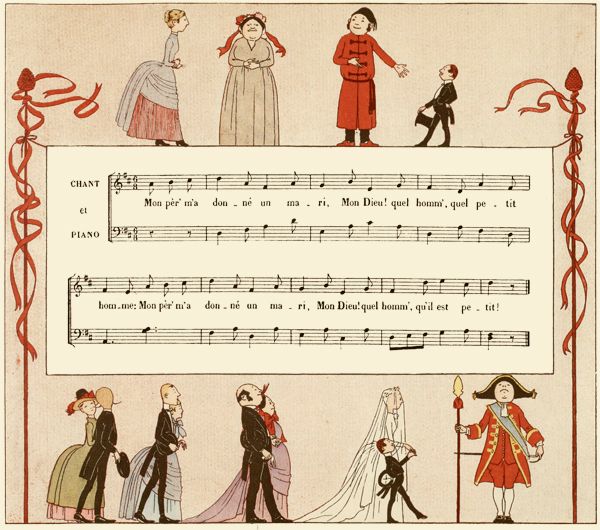 CHANT
et
PIANO
Mon pèr' m'a don - né un ma - ri, Mon Dieu! quel homm', quel pe - tit
hom-me: Mon pèr' m'a don - né un ma - ri, Mon Dieu! quel homm', qu'il est pe - tit!